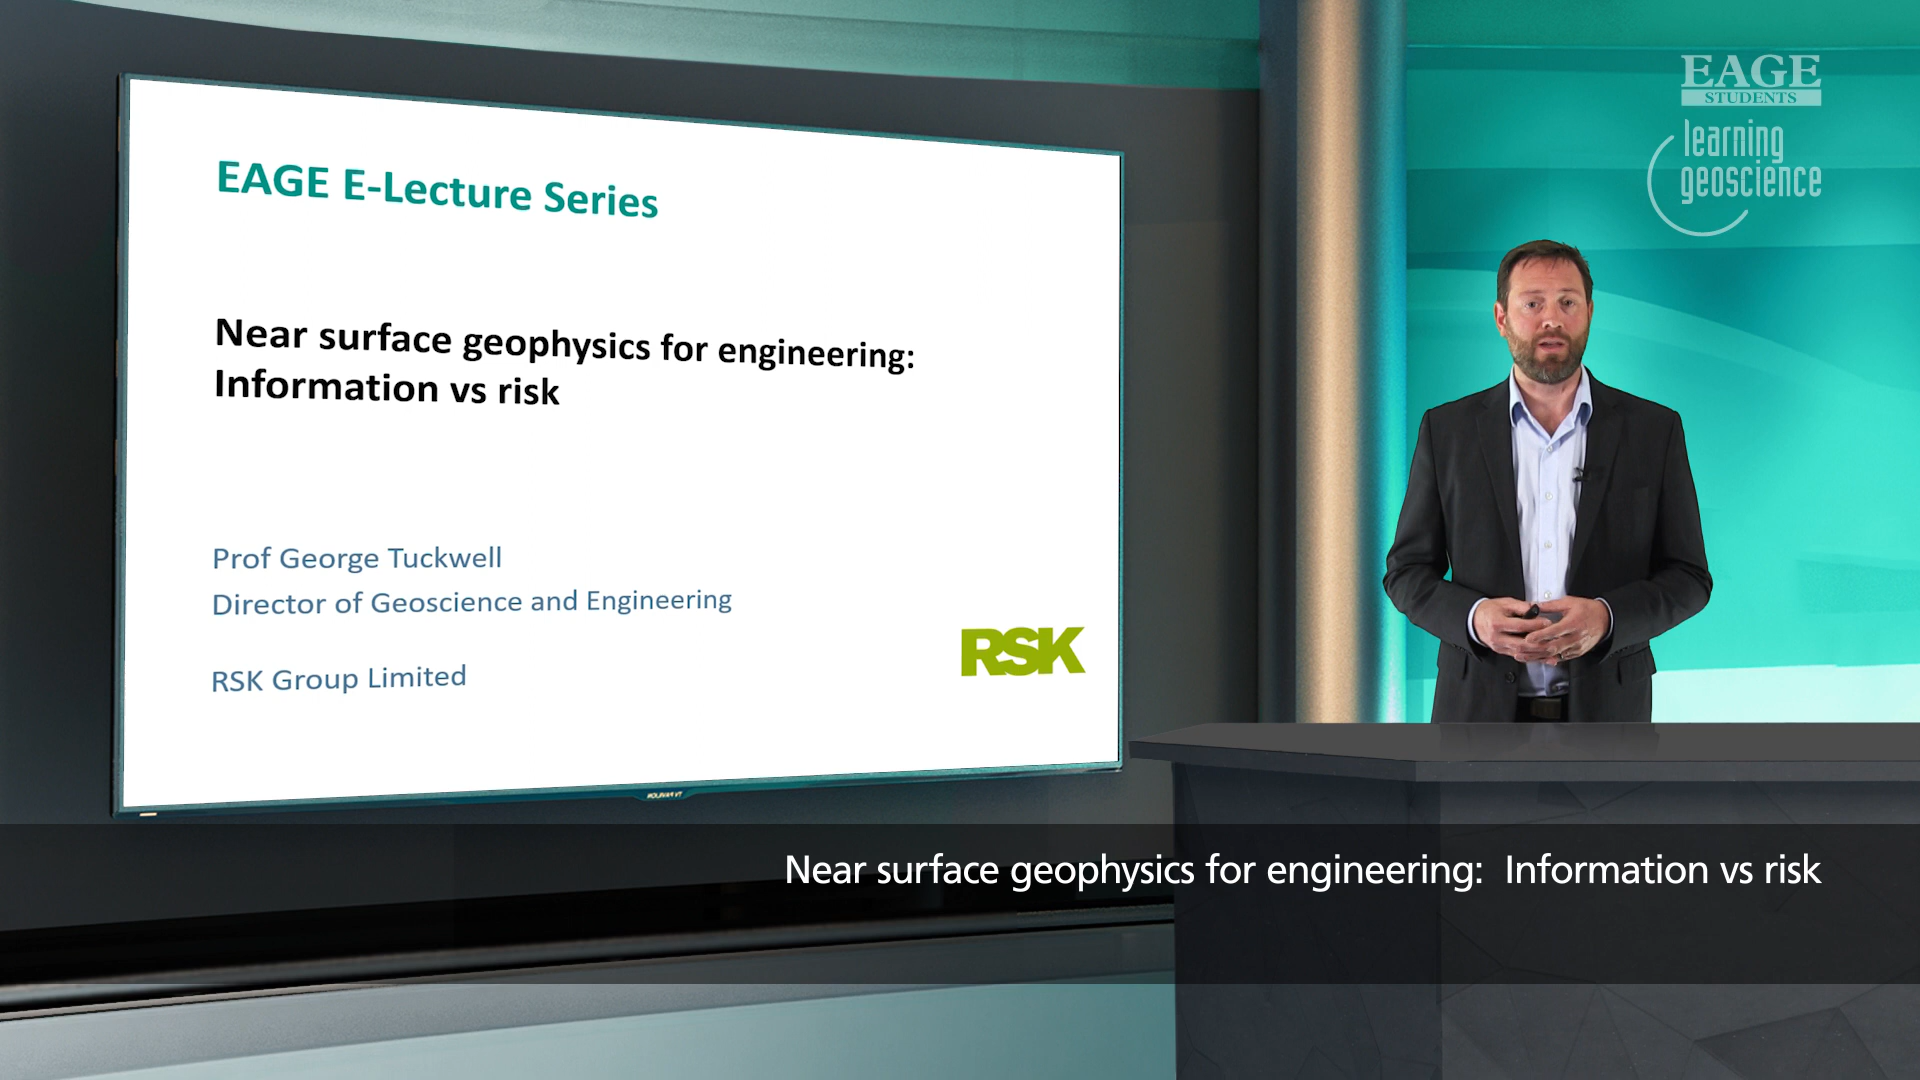 EAGE E-Lecture Series
Near surface geophysics for engineering:
Information vs risk
Prof George Tuckwell
Director of Geoscience and Engineering
RSK Group Limited
RSK
EAGE
STUDENTS
learning
geoscience
Near surface geophysics for engineering: Information vs risk